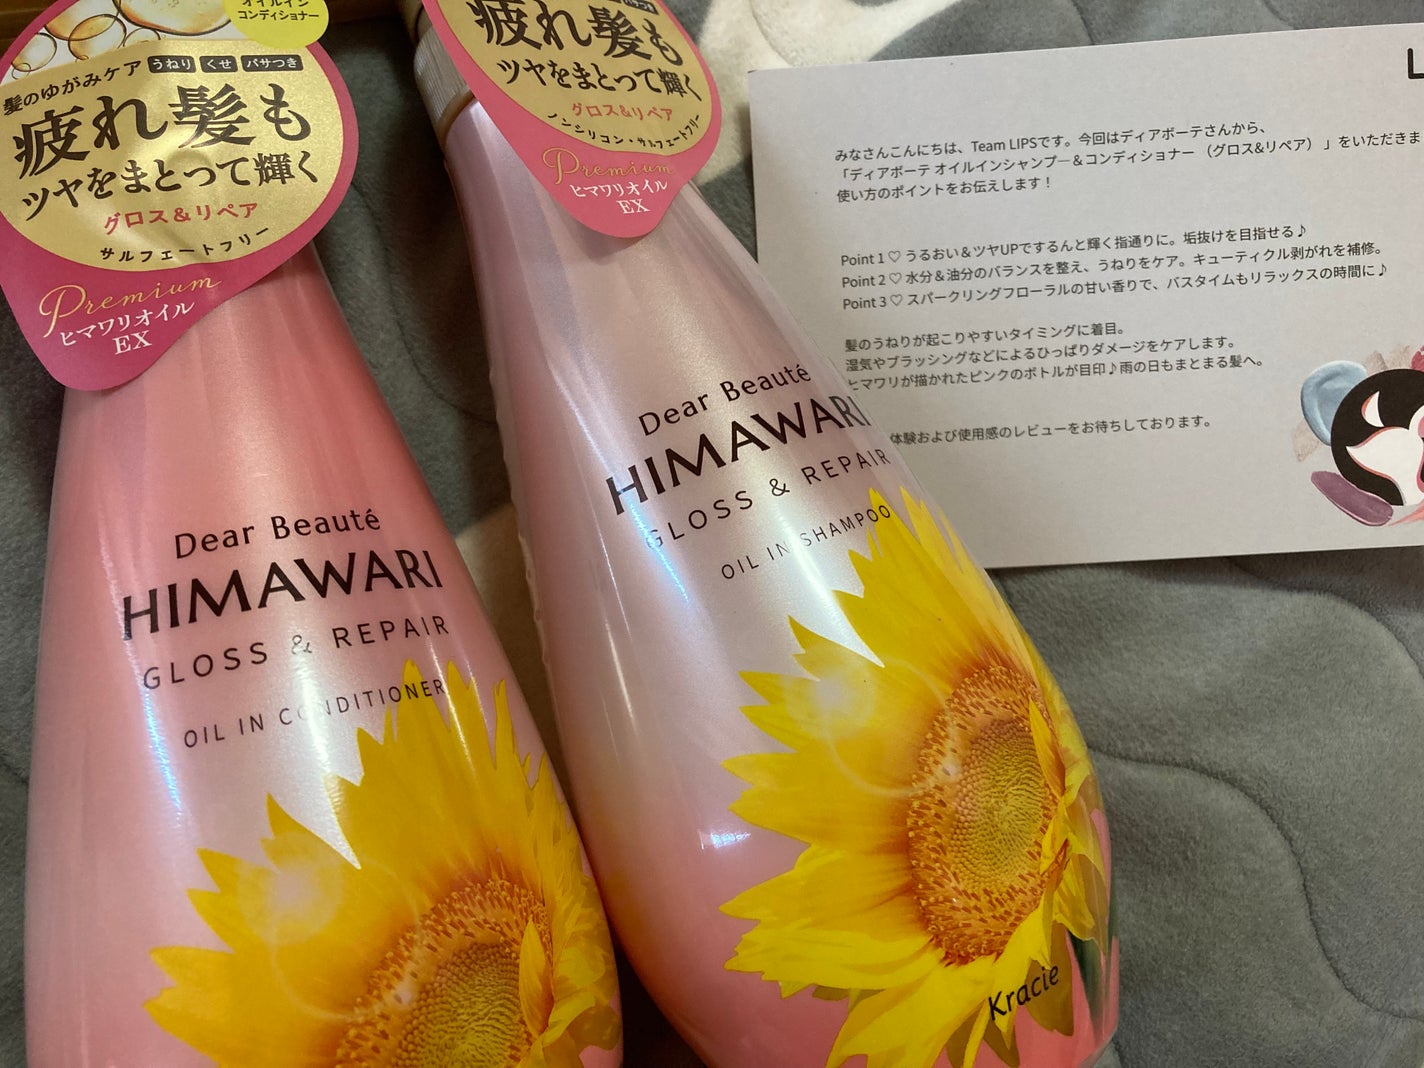 オイルイン
コンディショナー
髪のゆがみケア うねり くせ パサつき
疲れ髪も
ツヤをまとって輝く
グロス&リペア
サルフェートフリー
Premium
ヒマワリオイル
EX
Dear Beauté
HIMAWARI
GLOSS & REPAIR
OIL IN CONDITIONER
疲れ髪も
ツヤをまとって輝く
グロス&リペア
ノンシリコン・サルフェートフリー
Premium
ヒマワリオイル
EX
Dear Beauté
HIMAWARI
GLOSS & REPAIR
OIL IN SHAMPOO
Kracie
L
みなさんこんにちは、Team LIPSです。今回はディアボーテさんから、
「ディアボーテ オイルインシャンプー＆コンディショナー （グロス&リペア） 」をいただきま
使い方のポイントをお伝えします！
Point 1♡ うるおい＆ツヤUPでするんと輝く指通りに。垢抜けを目指せる♪
Point 2♡ 水分＆油分のバランスを整え、うねりをケア。キューティクル剥がれを補修。
Point 3♡ スパークリングフローラルの甘い香りで、バスタイムもリラックスの時間に♪
髪のうねりが起こりやすいタイミングに着目。
湿気やブラッシングなどによるひっぱりダメージをケアします。
ヒマワリが描かれたピンクのボトルが目印♪雨の日もまとまる髪へ。
体験および使用感のレビューをお待ちしております。